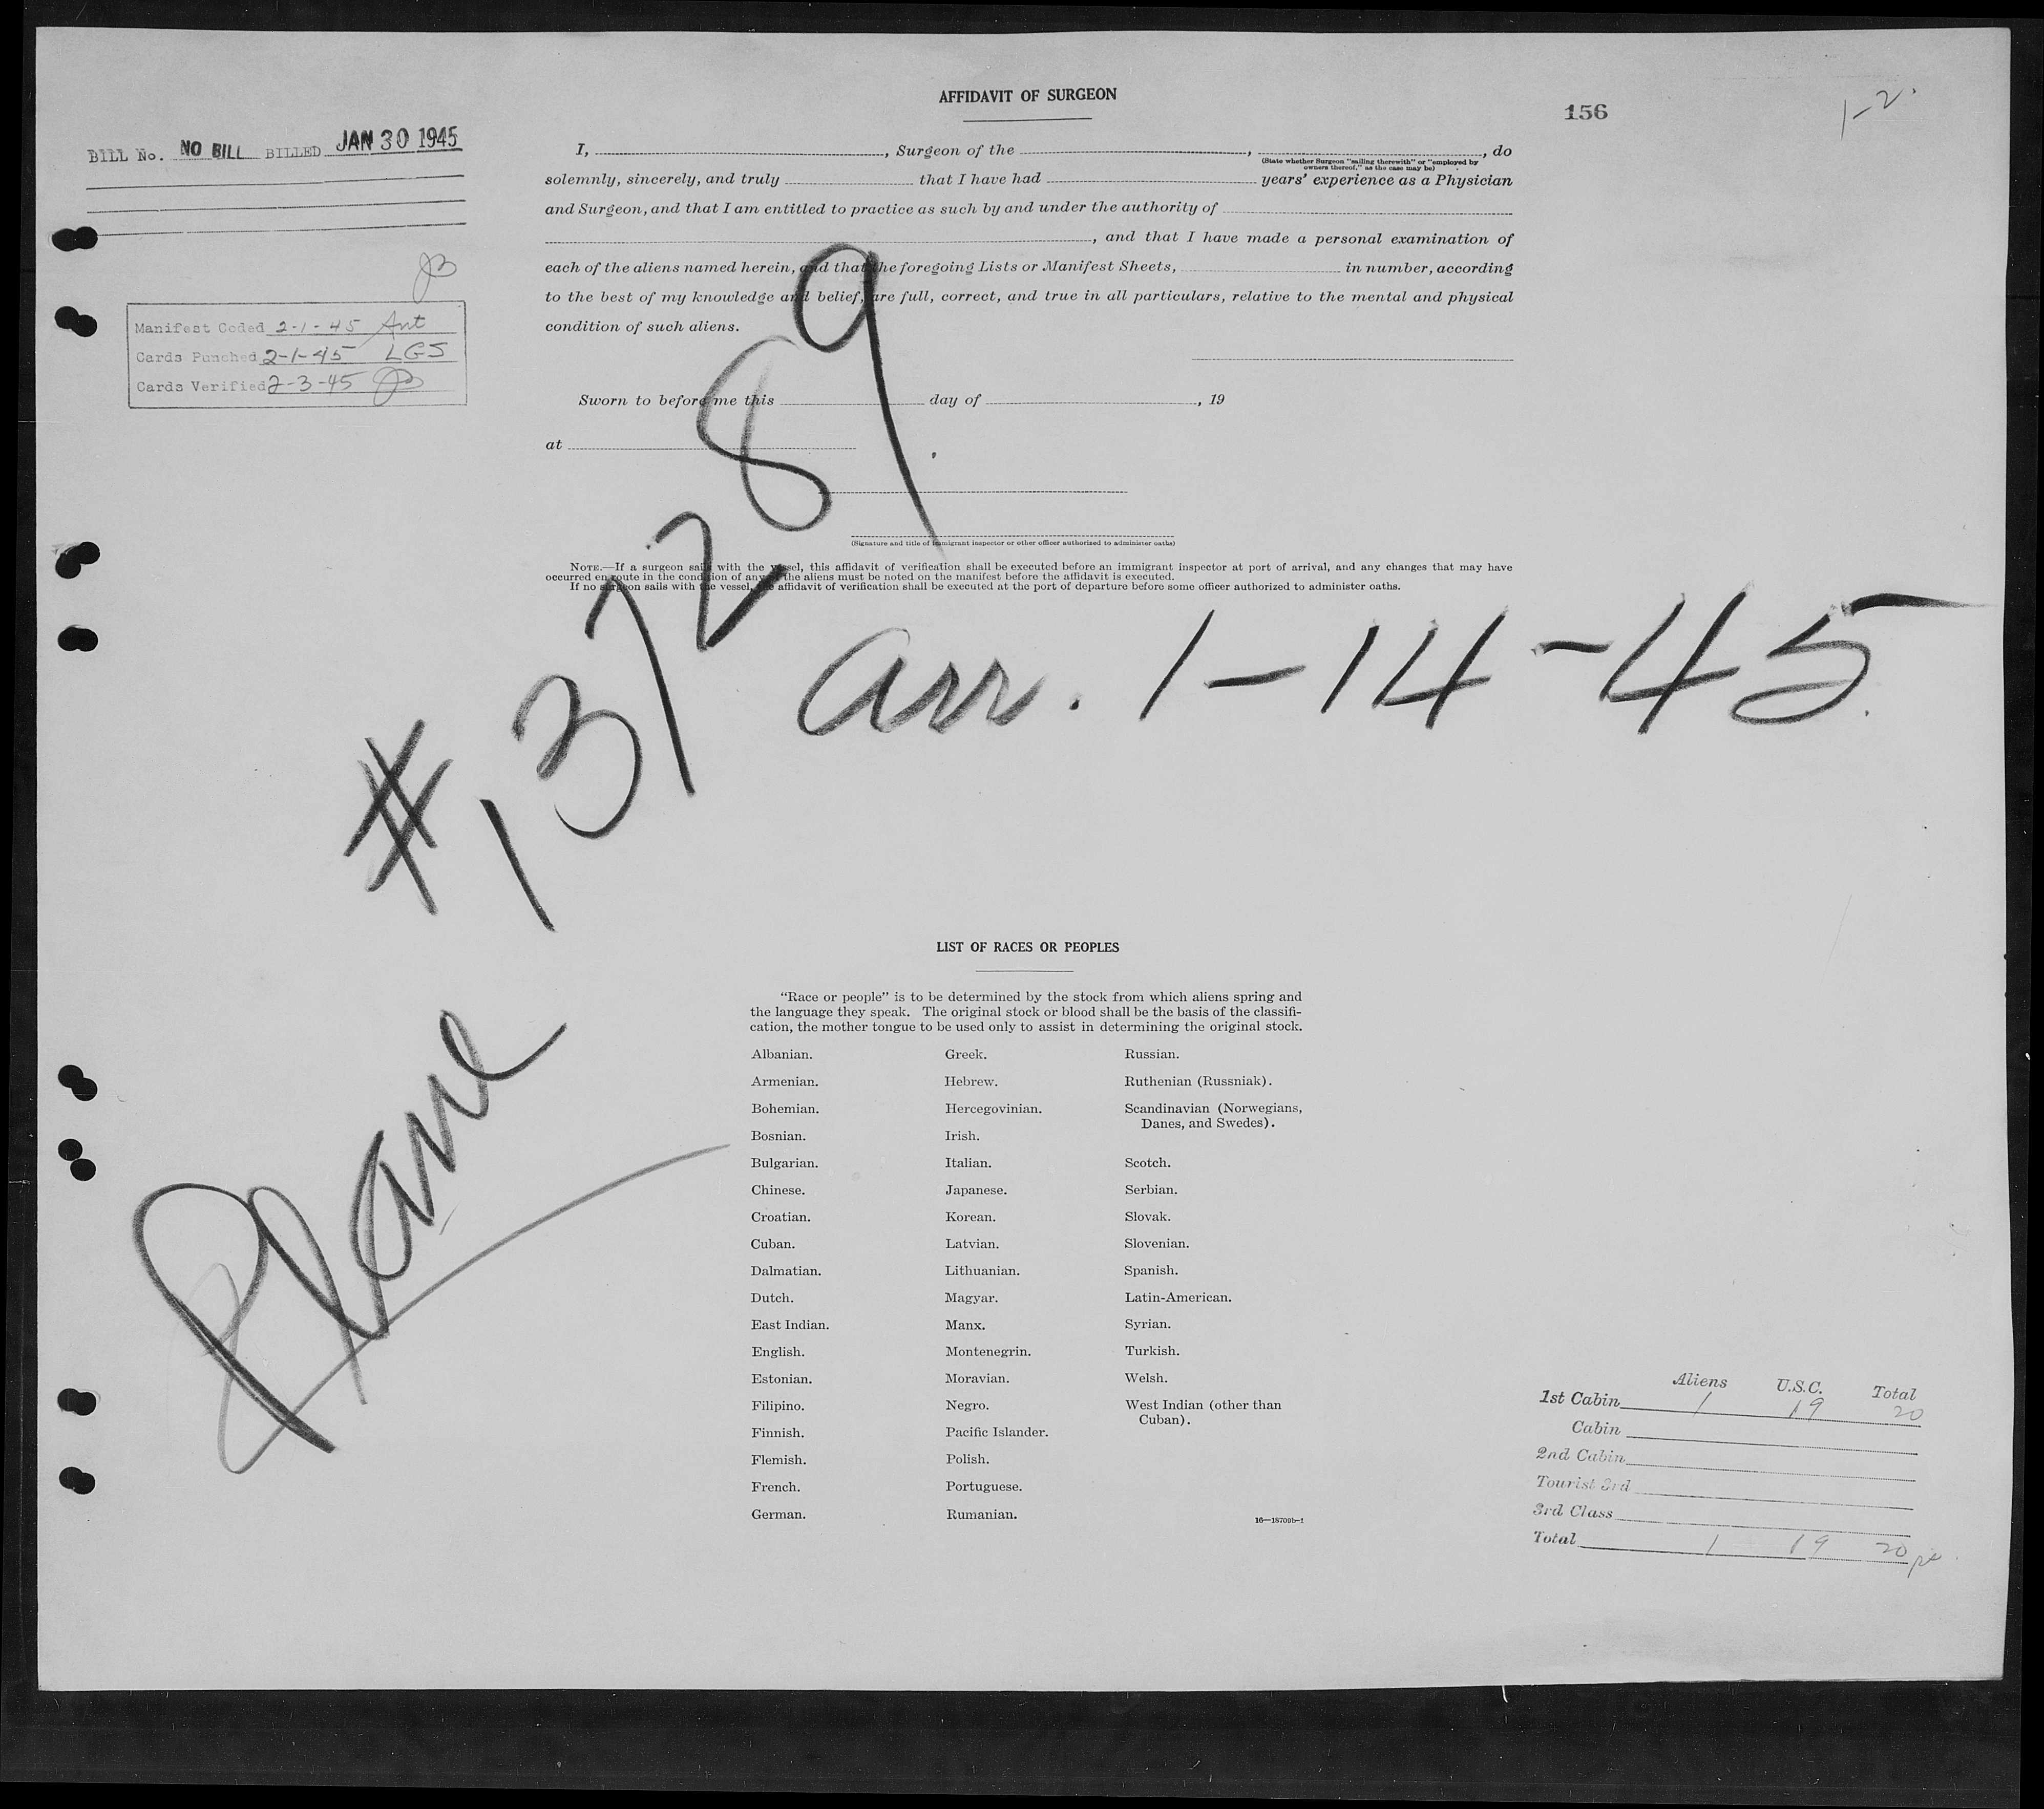 AFFIDAVIT OF SURGEON
156
1-2.
BILL No. NO BILL BILLED JAN 30 1945
I, , Surgeon of the , , do
(State whether Surgeon "sailing therewith" or "employed by
owners thereof," as the case may be)
solemnly, sincerely, and truly that I have had years' experience as a Physician
and Surgeon, and that I am entitled to practice as such by and under the authority of
, and that I have made a personal examination of
each of the aliens named herein, and that the foregoing Lists or Manifest Sheets, in number, according
to the best of my knowledge and belief, are full, correct, and true in all particulars, relative to the mental and physical
condition of such aliens.
Manifest Coded 2-1-45 Ant
Cards Punched 2-1-45 LGS
Cards Verified 2-3-45
Sworn to before me this day of , 19
at
(Signature and title of immigrant inspector or other officer authorized to administer oaths)
NOTE.—If a surgeon sails with the vessel, this affidavit of verification shall be executed before an immigrant inspector at port of arrival, and any changes that may have
occurred en route in the condition of any of the aliens must be noted on the manifest before the affidavit is executed.
If no surgeon sails with the vessel, the affidavit of verification shall be executed at the port of departure before some officer authorized to administer oaths.
Plane # 137289
arr. 1-14-45
LIST OF RACES OR PEOPLES
"Race or people" is to be determined by the stock from which aliens spring and
the language they speak. The original stock or blood shall be the basis of the classifi-
cation, the mother tongue to be used only to assist in determining the original stock.
Albanian.
Armenian.
Bohemian.
Bosnian.
Bulgarian.
Chinese.
Croatian.
Cuban.
Dalmatian.
Dutch.
East Indian.
English.
Estonian.
Filipino.
Finnish.
Flemish.
French.
German.
Greek.
Hebrew.
Hercegovinian.
Irish.
Italian.
Japanese.
Korean.
Latvian.
Lithuanian.
Magyar.
Manx.
Montenegrin.
Moravian.
Negro.
Pacific Islander.
Polish.
Portuguese.
Rumanian.
Russian.
Ruthenian (Russniak).
Scandinavian (Norwegians,
Danes, and Swedes).
Scotch.
Serbian.
Slovak.
Slovenian.
Spanish.
Latin-American.
Syrian.
Turkish.
Welsh.
West Indian (other than
Cuban).
16—18709b-1
Aliens U.S.C. Total
1st Cabin 1 19 20
Cabin
2nd Cabin
Tourist 3rd
3rd Class
Total 1 19 20